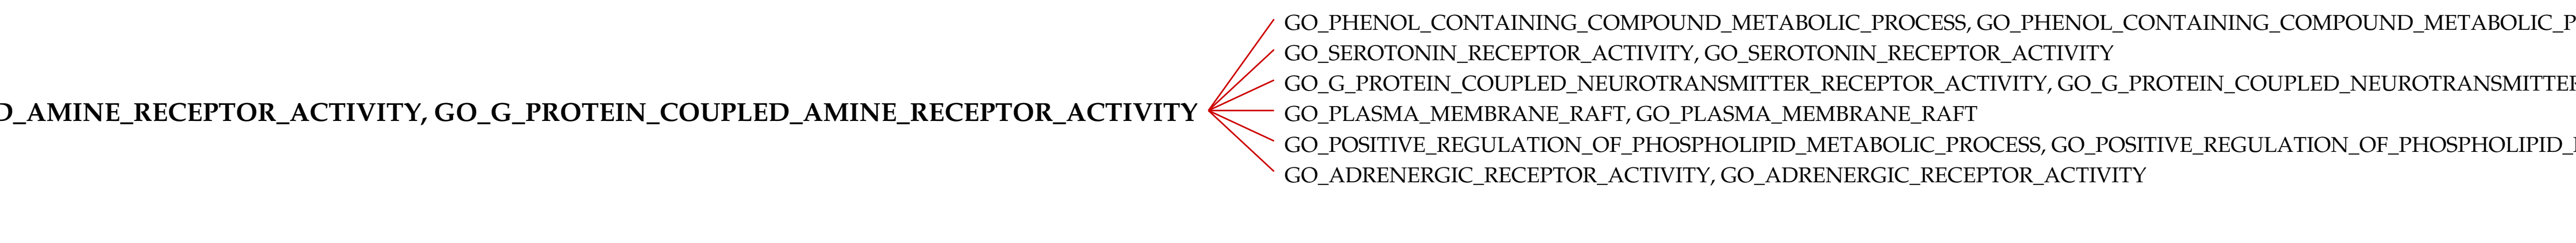 D_AMINE_RECEPTOR_ACTIVITY, GO_G_PROTEIN_COUPLED_AMINE_RECEPTOR_ACTIVITY
GO_PHENOL_CONTAINING_COMPOUND_METABOLIC_PROCESS, GO_PHENOL_CONTAINING_COMPOUND_METABOLIC_P
GO_SEROTONIN_RECEPTOR_ACTIVITY, GO_SEROTONIN_RECEPTOR_ACTIVITY
GO_G_PROTEIN_COUPLED_NEUROTRANSMITTER_RECEPTOR_ACTIVITY, GO_G_PROTEIN_COUPLED_NEUROTRANSMITTER
GO_PLASMA_MEMBRANE_RAFT, GO_PLASMA_MEMBRANE_RAFT
GO_POSITIVE_REGULATION_OF_PHOSPHOLIPID_METABOLIC_PROCESS, GO_POSITIVE_REGULATION_OF_PHOSPHOLIPID_
GO_ADRENERGIC_RECEPTOR_ACTIVITY, GO_ADRENERGIC_RECEPTOR_ACTIVITY